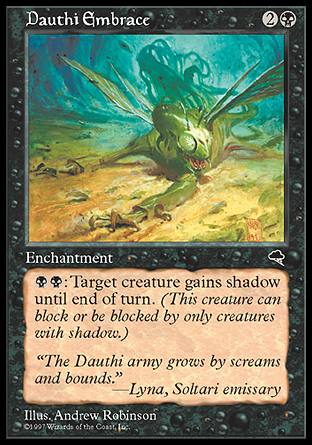 Dauthi Embrace 2
Enchantment
:Target creature gains shadow
until end of turn. (This creature can
block or be blocked by only creatures
with shadow.)
"The Dauthi army grows by screams
and bounds."
—Lyna, Soltari emissary
Illus. Andrew Robinson
©1997 Wizards of the Coast, Inc.